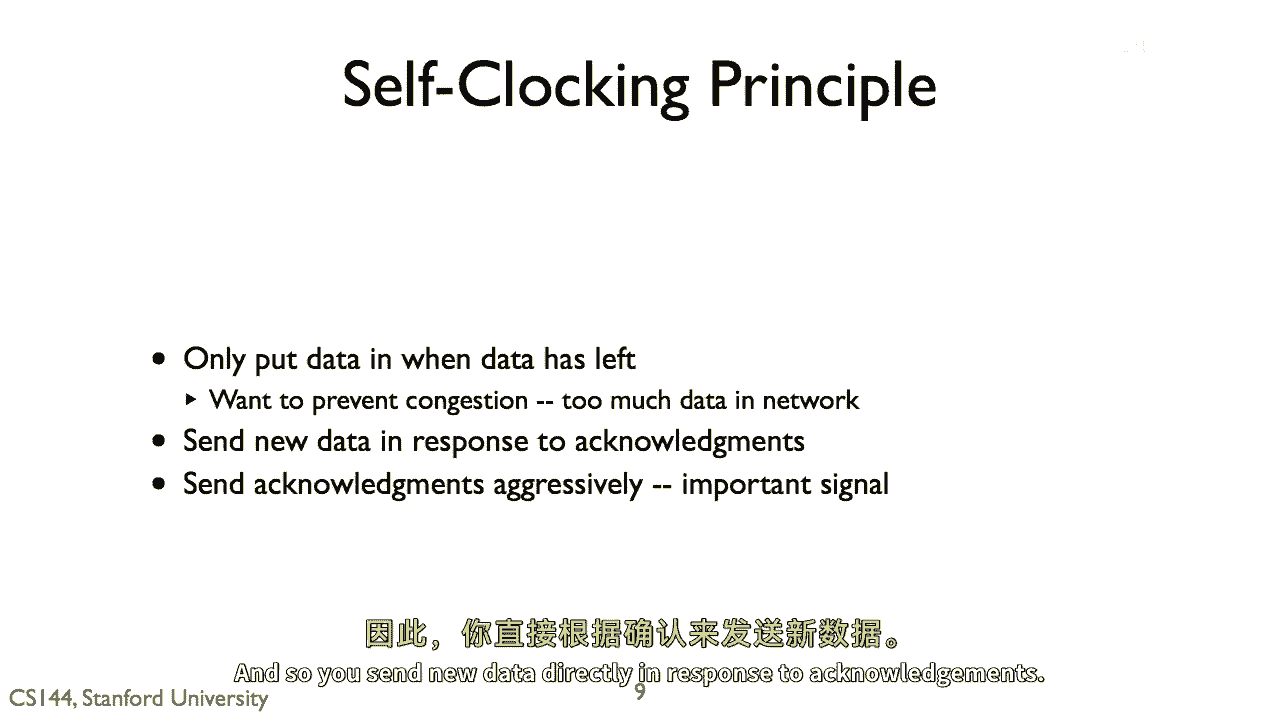 Self-Clocking Principle
• Only put data in when data has left
▸ Want to prevent congestion -- too much data in network
• Send new data in response to acknowledgments
• Send acknowledgments aggressively -- important signal
因此，你直接根据确认来发送新数据。
And so you send new data directly in response to acknowledgements.
CS144, Stanford University
9